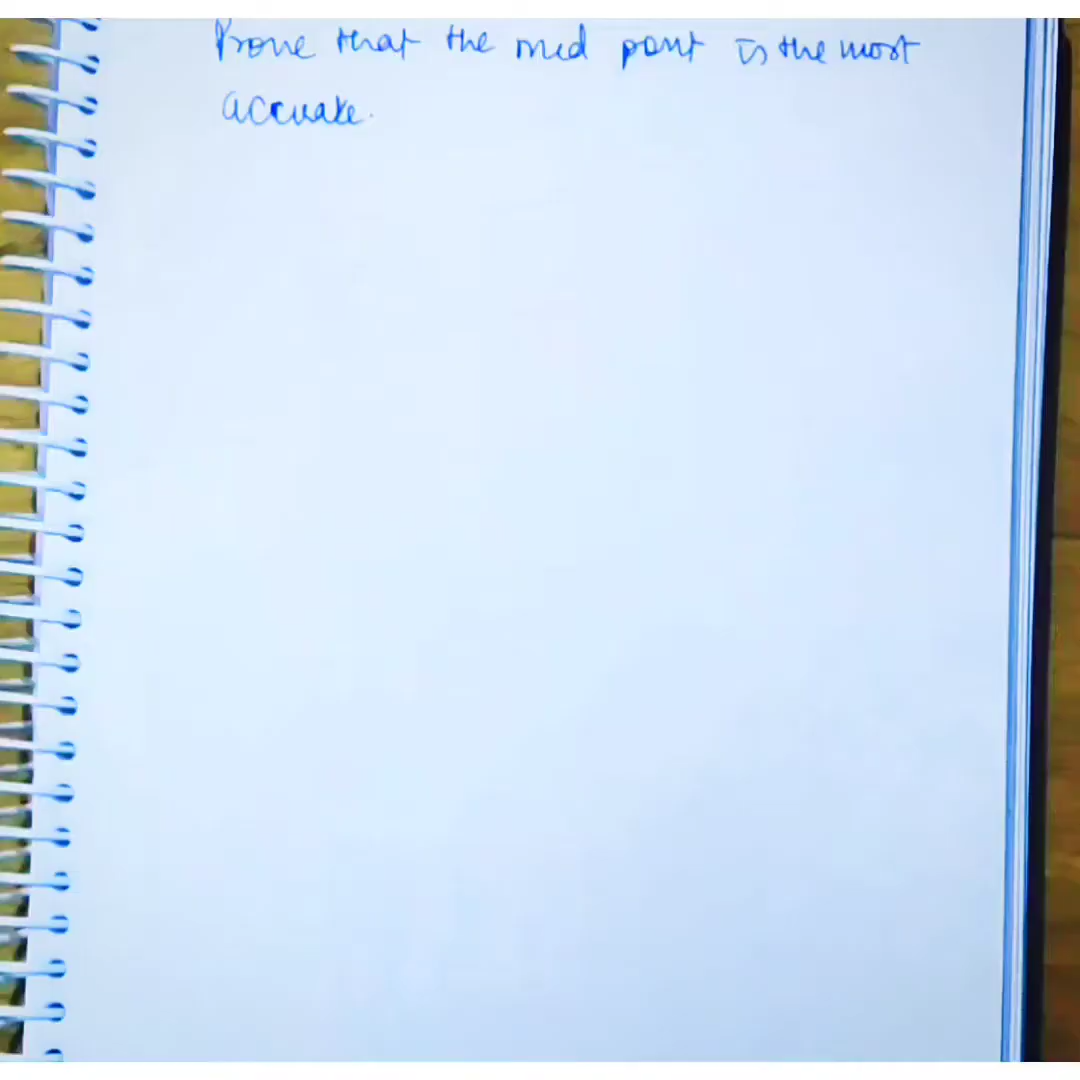 Prove that the mid point is the most
accurate.